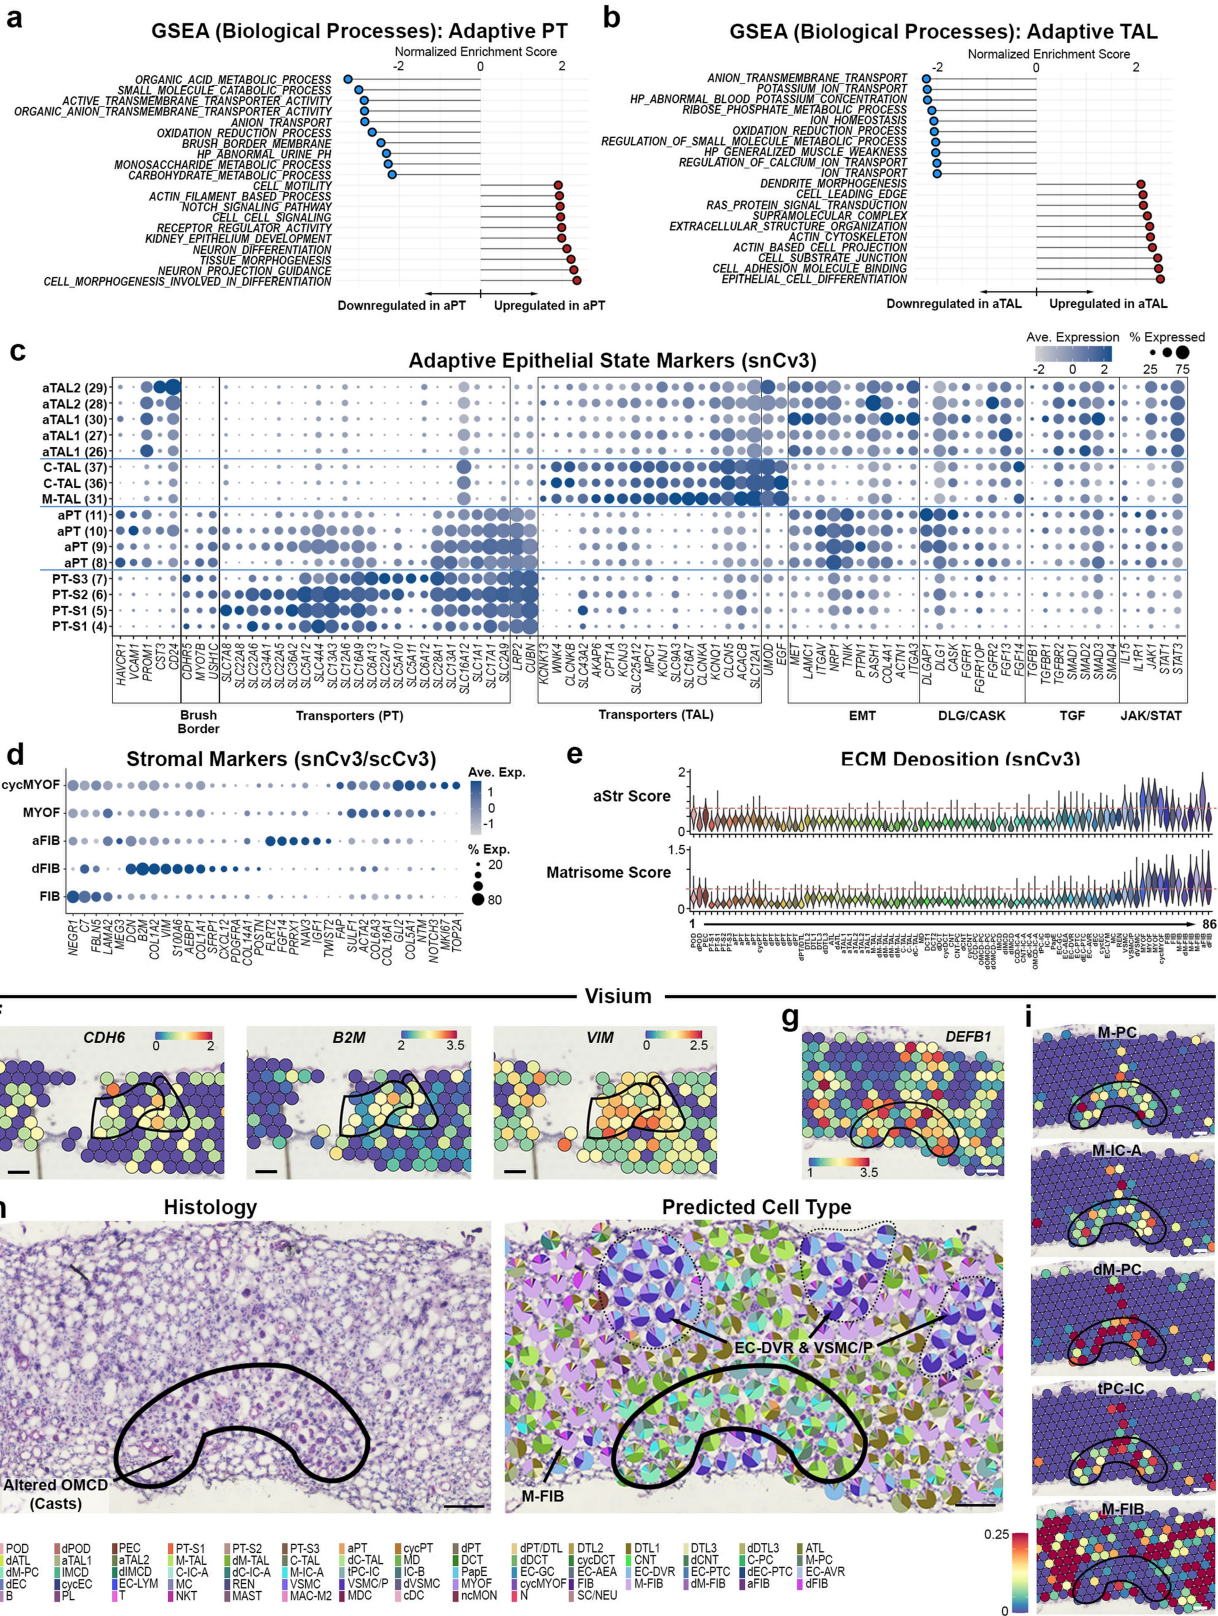 a
GSEA (Biological Processes): Adaptive PT
Normalized Enrichment Score
-2 0 2
ORGANIC_ACID_METABOLIC_PROCESS
SMALL_MOLECULE_CATABOLIC_PROCESS
ACTIVE_TRANSMEMBRANE_TRANSPORTER_ACTIVITY
ORGANIC_ANION_TRANSMEMBRANE_TRANSPORTER_ACTIVITY
ANION_TRANSPORT
OXIDATION_REDUCTION_PROCESS
BRUSH_BORDER_MEMBRANE
HP_ABNORMAL_URINE_PH
MONOSACCHARIDE_METABOLIC_PROCESS
CARBOHYDRATE_METABOLIC_PROCESS
CELL_MOTILITY
ACTIN_FILAMENT_BASED_PROCESS
NOTCH_SIGNALING_PATHWAY
CELL_CELL_SIGNALING
RECEPTOR_REGULATOR_ACTIVITY
KIDNEY_EPITHELIUM_DEVELOPMENT
NEURON_DIFFERENTIATION
TISSUE_MORPHOGENESIS
NEURON_PROJECTION_GUIDANCE
CELL_MORPHOGENESIS_INVOLVED_IN_DIFFERENTIATION
Downregulated in aPT Upregulated in aPT
b
GSEA (Biological Processes): Adaptive TAL
Normalized Enrichment Score
-2 0 2
ANION_TRANSMEMBRANE_TRANSPORT
POTASSIUM_ION_TRANSPORT
HP_ABNORMAL_BLOOD_POTASSIUM_CONCENTRATION
RIBOSE_PHOSPHATE_METABOLIC_PROCESS
ION_HOMEOSTASIS
OXIDATION_REDUCTION_PROCESS
REGULATION_OF_SMALL_MOLECULE_METABOLIC_PROCESS
HP_GENERALIZED_MUSCLE_WEAKNESS
REGULATION_OF_CALCIUM_ION_TRANSPORT
ION_TRANSPORT
DENDRITE_MORPHOGENESIS
CELL_LEADING_EDGE
RAS_PROTEIN_SIGNAL_TRANSDUCTION
SUPRAMOLECULAR_COMPLEX
EXTRACELLULAR_STRUCTURE_ORGANIZATION
ACTIN_CYTOSKELETON
ACTIN_BASED_CELL_PROJECTION
CELL_SUBSTRATE_JUNCTION
CELL_ADHESION_MOLECULE_BINDING
EPITHELIAL_CELL_DIFFERENTIATION
Downregulated in aTAL Upregulated in aTAL
c
Adaptive Epithelial State Markers (snCv3)
Ave. Expression
-2 0 2
% Expressed
25 75
aTAL2 (29)
aTAL2 (28)
aTAL1 (30)
aTAL1 (27)
aTAL1 (26)
C-TAL (37)
C-TAL (36)
M-TAL (31)
aPT (11)
aPT (10)
aPT (9)
aPT (8)
PT-S3 (7)
PT-S2 (6)
PT-S1 (5)
PT-S1 (4)
HAVCR1 VCAM1 PROM1 CST3 CD24 CDHR5 MYO7B USH1C SLC7A8 SLC22A8 SLC22A6 SLC34A1 SLC22A5 SLC36A2 SLC5A12 SLC4A4 SLC13A3 SLC12A6 SLC16A9 SLC6A13 SLC22A7 SLC5A10 SLC5A11 SLC6A12 SLC28A1 SLC13A1 SLC16A12 SLC1A1 SLC17A1 SLC2A9 LRP2 CUBN KCNK13 WNK4 CLCNKB SLC43A2 AKAP6 CPT1A KCNJ3 SLC25A12 MPC1 KCNJ1 SLC9A3 SLC16A7 CLCNKA KCNQ1 CLCN5 ACACB SLC12A1 UMOD EGF MET LAMC1 ITGAV NRP1 TNIK PTPN1 SASH1 COL4A1 ACTN1 ITGA3 DLGAP1 DLG1 CASK FGFR1 FGFR1OP FGFR2 FGF13 FGF14 TGFB1 TGFBR1 TGFBR2 SMAD1 SMAD2 SMAD3 SMAD4 IL15 IL1R1 JAK1 STAT1 STAT3
Brush Border
Transporters (PT)
Transporters (TAL)
EMT
DLG/CASK
TGF
JAK/STAT
d
Stromal Markers (snCv3/scCv3)
cycMYOF
MYOF
aFIB
dFIB
FIB
Ave. Exp.
1
0
-1
% Exp.
20
80
NEGR1 C7 FBLN5 LAMA2 MEG3 DCN B2M COL1A2 VIM S100A6 AEBP1 COL1A1 SFRP1 CXCL12 PDGFRA COL14A1 POSTN FLRT2 FGF14 PRRX1 NAV3 IGF1 TWIST2 FAP SULF1 ACTA2 COL6A3 COL16A1 GLI2 COL5A1 TM NOTCH3 MKI67 TOP2A
e
ECM Deposition (snCv3)
aStr Score
2
0
Matrisome Score
1.5
0
1 86
Visium
f
CDH6
0 2
B2M
2 3.5
VIM
0 2.5
g
DEFB1
1 3.5
h
Histology
Altered OMCD
(Casts)
Predicted Cell Type
EC-DVR & VSMC/P
M-FIB
i
M-PC
M-IC-A
dM-PC
tPC-IC
M-FIB
0.25
0
POD dPOD PEC PT-S1 PT-S2 PT-S3 aPT cycPT dPT dPT/DTL DTL2 DTL1 DTL3 dDTL3 ATL
dATL aTAL1 aTAL2 M-TAL dM-TAL C-TAL dC-TAL MD DCT dDCT cycDCT CNT dCNT C-PC M-PC
dM-PC IMCD dIMCD C-IC-A dC-IC-A M-IC-A tPC-IC IC-B PapE EC-GC EC-AEA EC-DVR EC-PTC dEC-PTC EC-AVR
dEC cycEC EC-LYM MC REN VSMC VSMC/P dVSMC MYOF cycMYOF FIB M-FIB dM-FIB aFIB dFIB
B PL T NKT MAST MAC-M2 MDC cDC ncMON N SC/NEU